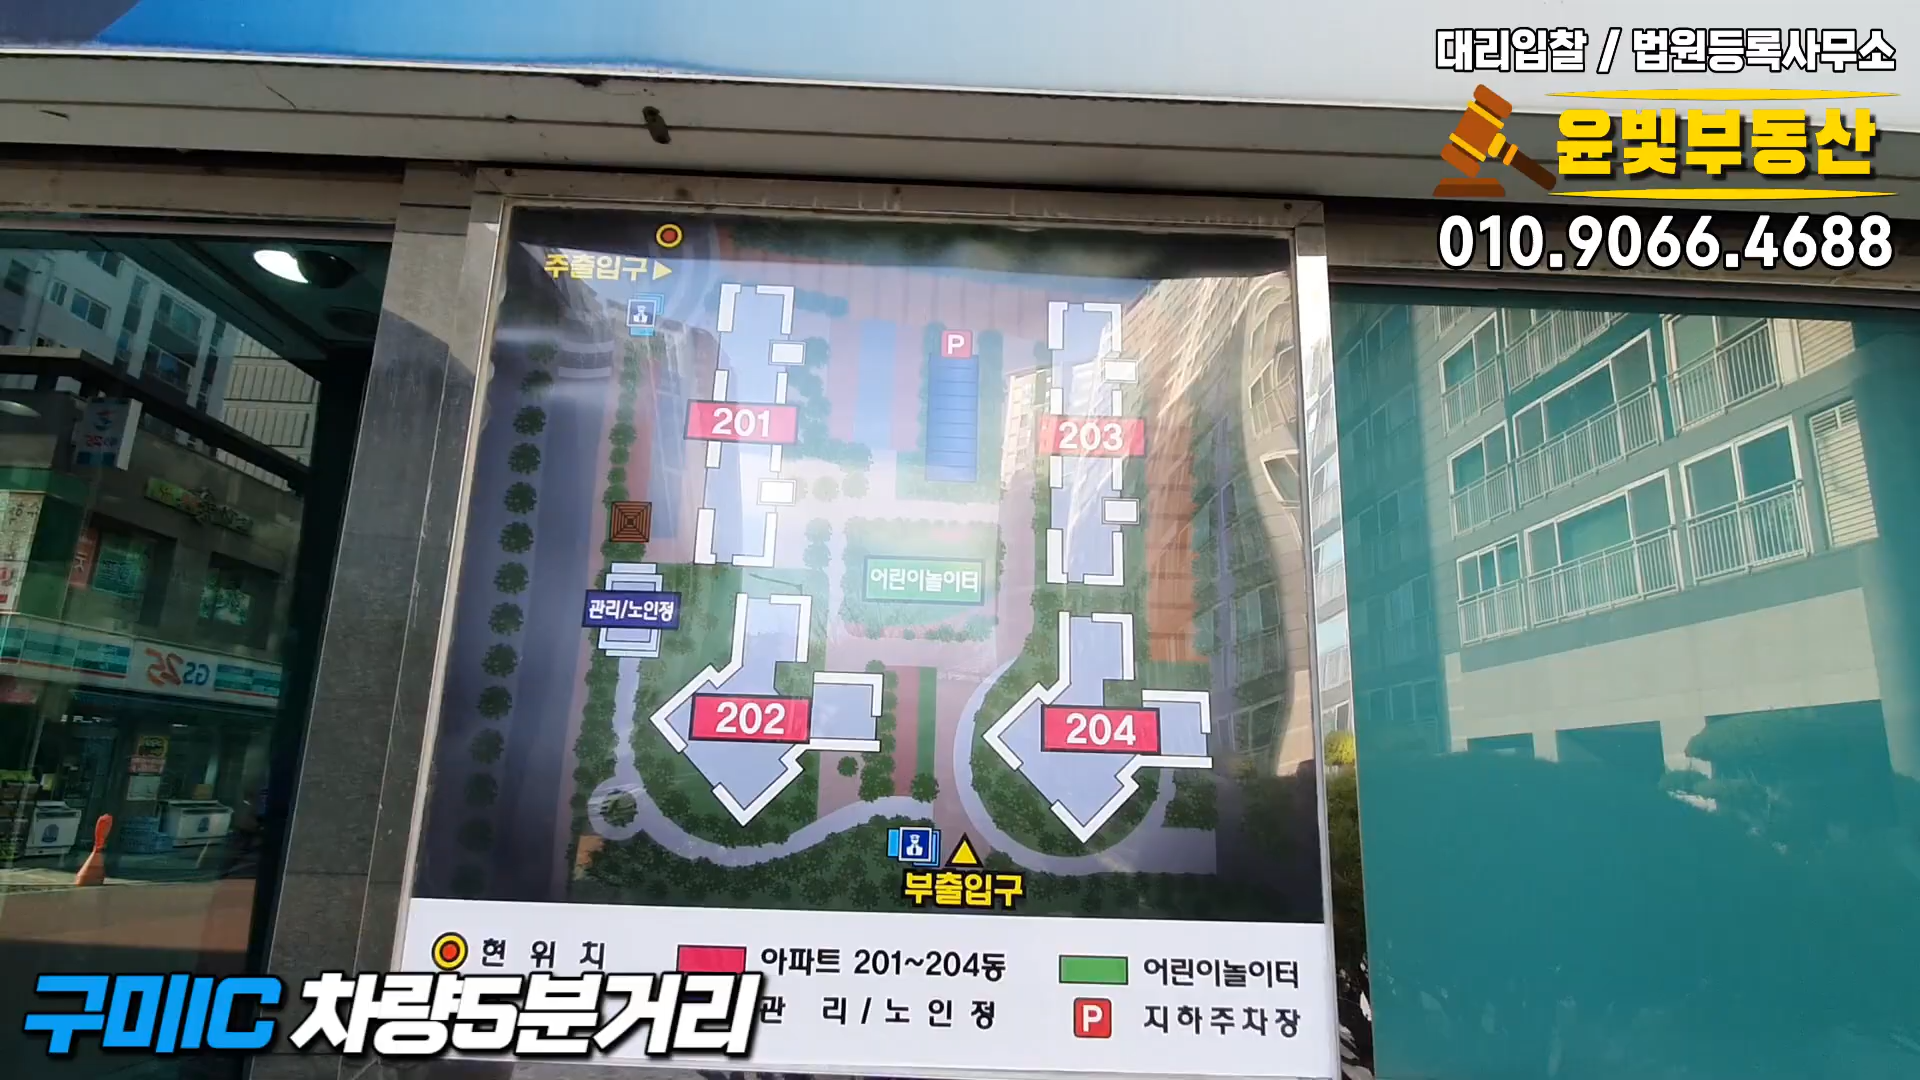 대리입찰 / 법원등록사무소
윤빛부동산
010.9066.4688
주출입구
P
201
203
어린이놀이터
관리/노인정
202
204
부출입구
현 위 치
아파트 201~204동
어린이놀이터
관 리 / 노 인 정
P 지하주차장
GS25
구미IC 차량5분거리